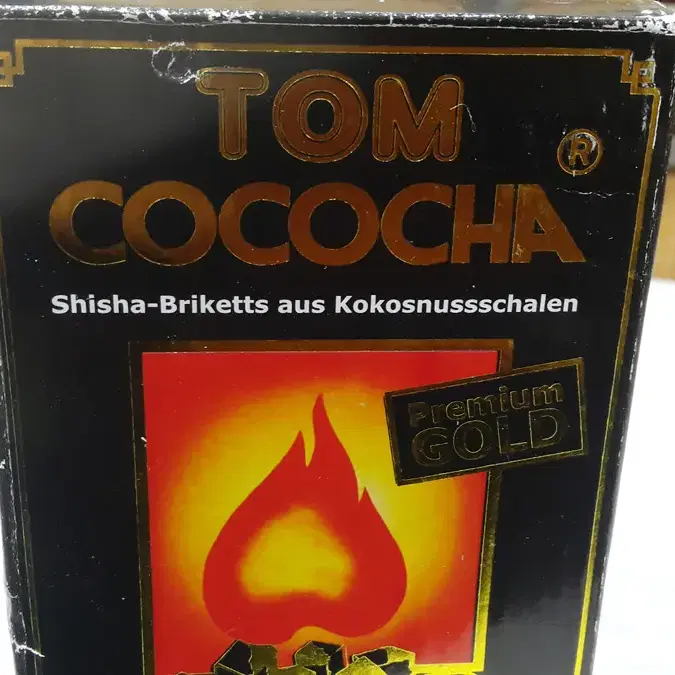 TOM
COCOCHA ®
Shisha-Briketts aus Kokosnussschalen
Premium
GOLD